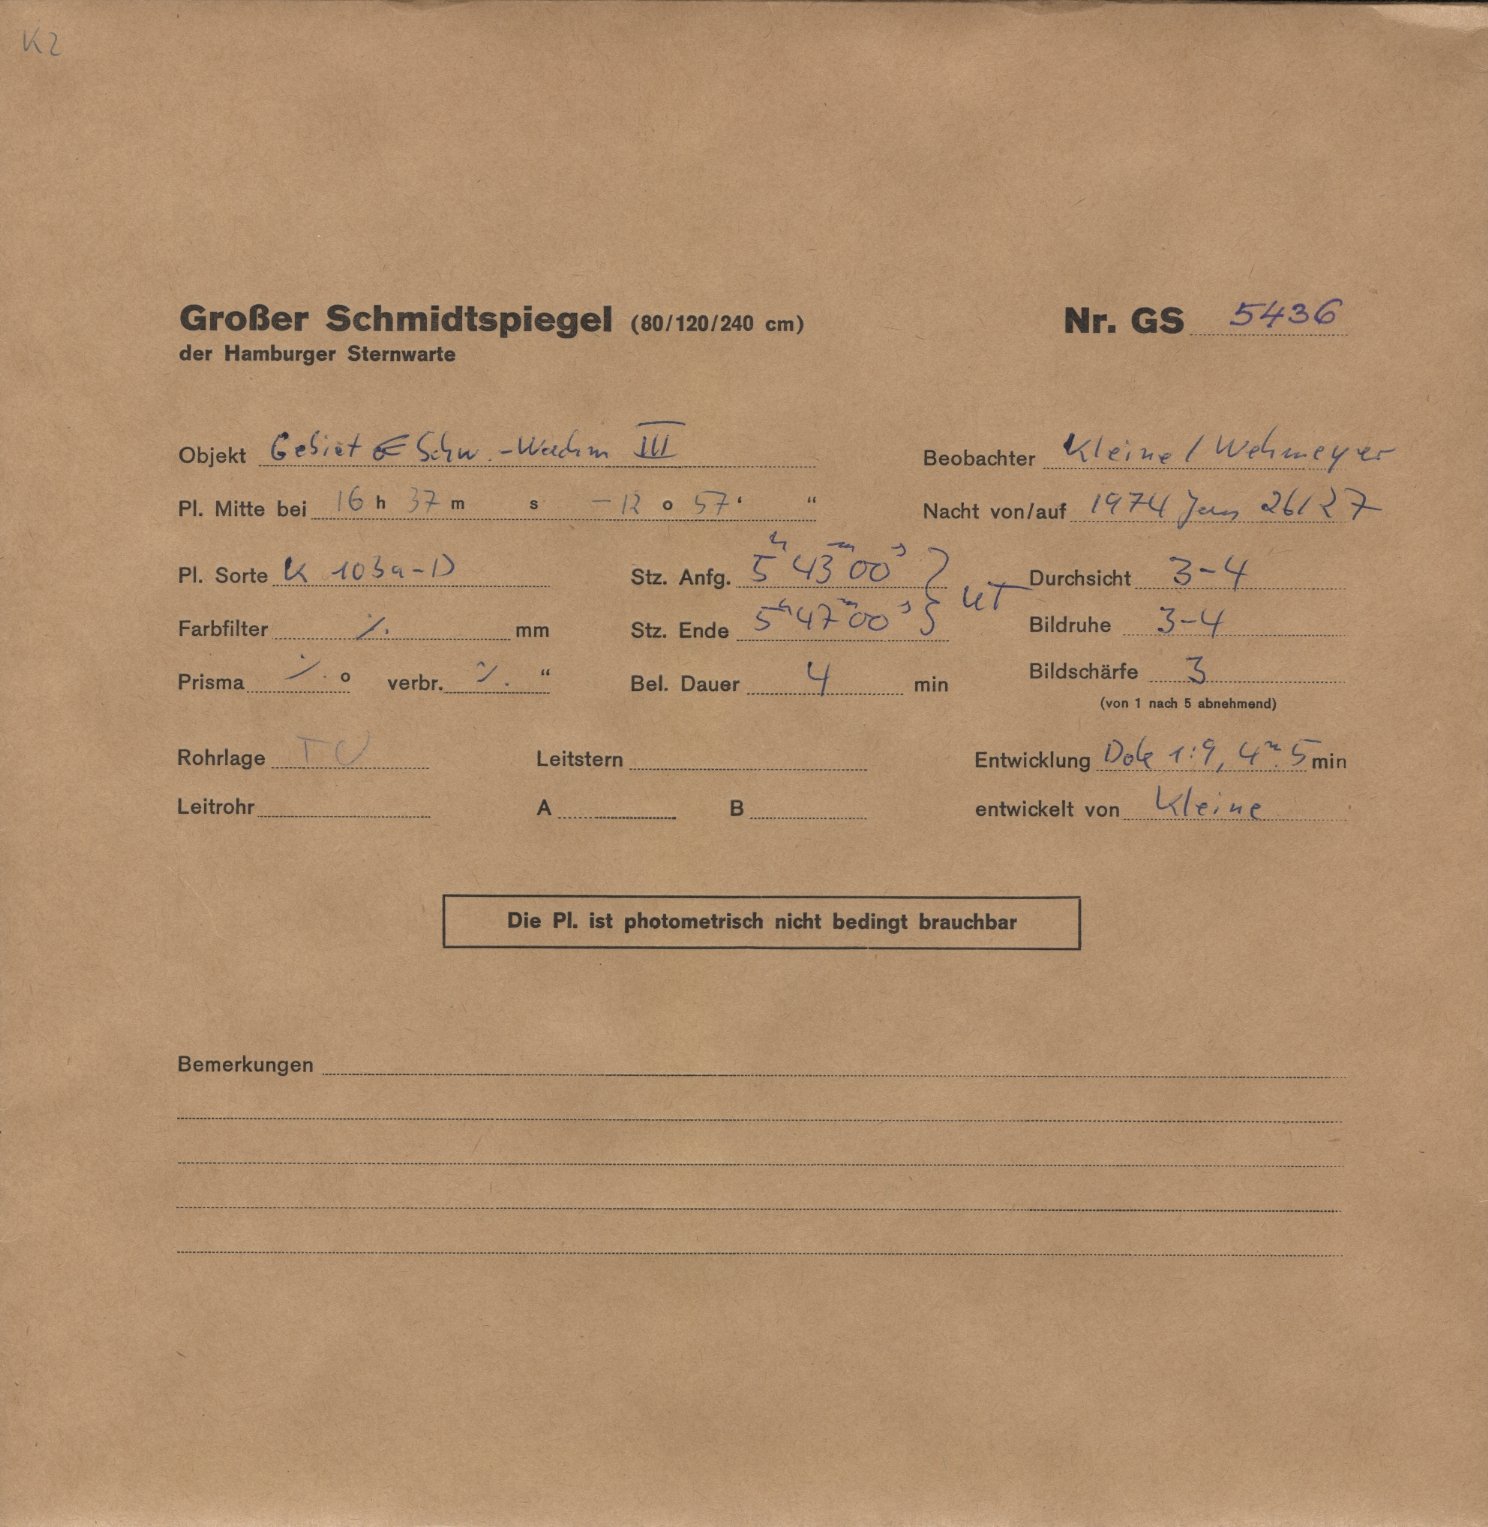 K2
Großer Schmidtspiegel (80/120/240 cm) Nr. GS 5436
der Hamburger Sternwarte
Objekt Gebiet Schw.-Wachm III Beobachter Kleine / Wehmeyer
Pl. Mitte bei 16 h 37 m s -12 o 57 ' " Nacht von/auf 1974 Jan 26/27
Pl. Sorte K 103a-D Stz. Anfg. 5h 43m 00s } UT Durchsicht 3-4
Farbfilter ./. mm Stz. Ende 5h 47m 00s Bildruhe 3-4
Prisma ./. o verbr. ./. " Bel. Dauer 4 min Bildschärfe 3
(von 1 nach 5 abnehmend)
Rohrlage Leitstern Entwicklung 1:9, 4m.5 min
Leitrohr A B entwickelt von Kleine
Die Pl. ist photometrisch nicht bedingt brauchbar
Bemerkungen